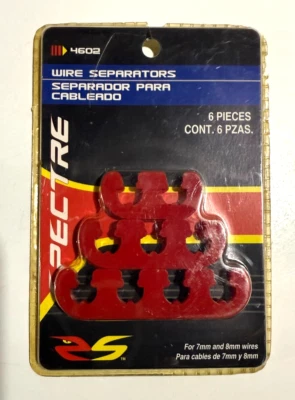 4602
WIRE SEPARATORS
SEPARADOR PARA
CABLEADO
6 PIECES
CONT. 6 PZAS.
SPECTRE
For 7mm and 8mm wires
Para cables de 7mm y 8mm